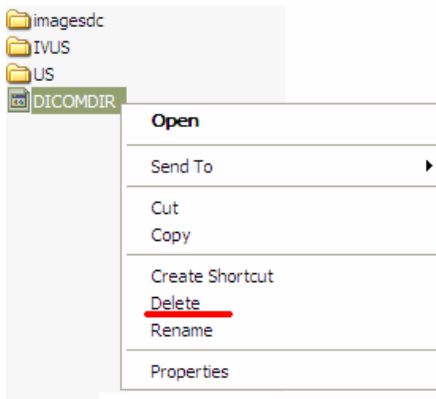 imagesdc
IVUS
US
DICOMDIR
Open
Send To
Cut
Copy
Create Shortcut
Delete
Rename
Properties